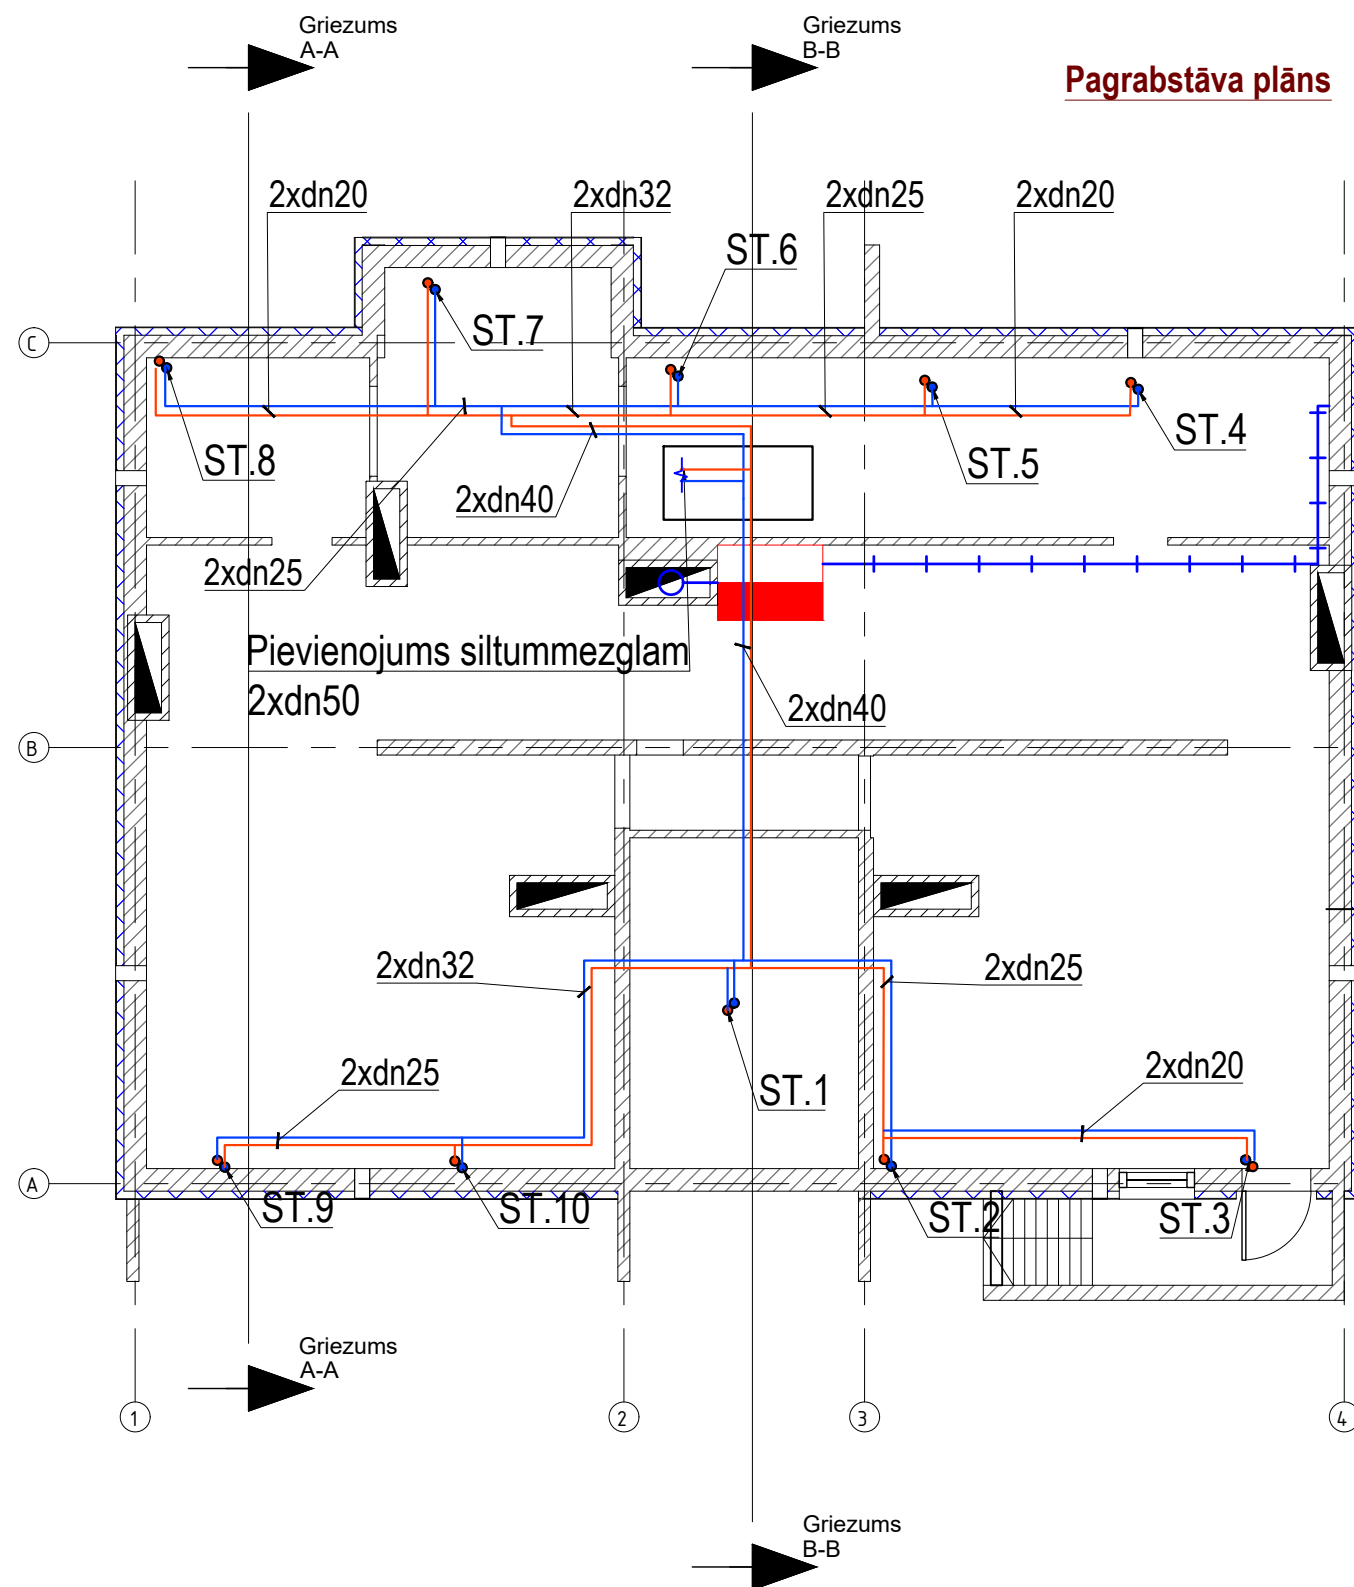 Griezums
A-A
Griezums
B-B
Pagrabstāva plāns
2xdn20
2xdn32
2xdn25
2xdn20
ST.6
ST.7
C
ST.8
ST.5
ST.4
2xdn40
2xdn25
Pievienojums siltummezglam
2xdn50
2xdn40
B
2xdn32
2xdn25
2xdn25
2xdn20
ST.1
A
ST.9
ST.10
ST.2
ST.3
Griezums
A-A
1
2
3
4
Griezums
B-B